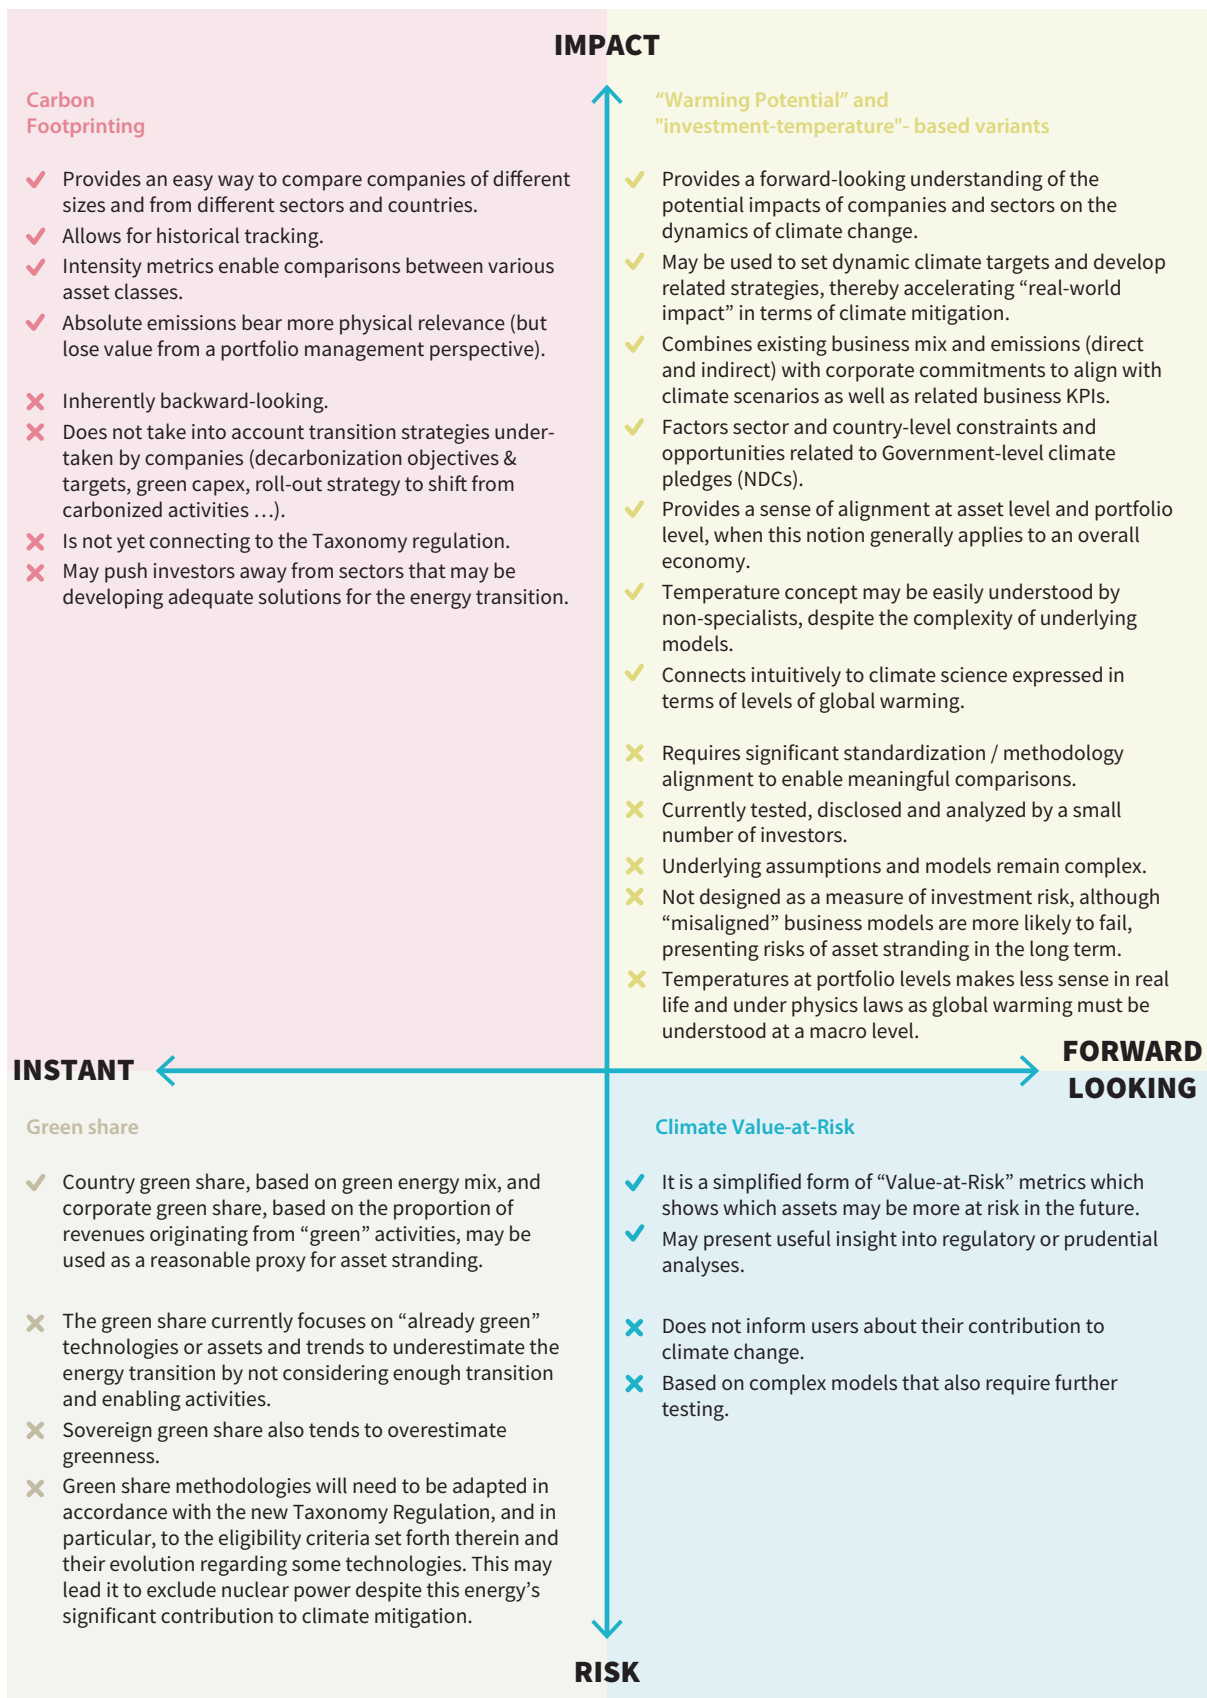 IMPACT
Carbon
Footprinting
Provides an easy way to compare companies of different
sizes and from different sectors and countries.
Allows for historical tracking.
Intensity metrics enable comparisons between various
asset classes.
Absolute emissions bear more physical relevance (but
lose value from a portfolio management perspective).
Inherently backward-looking.
Does not take into account transition strategies under-
taken by companies (decarbonization objectives &
targets, green capex, roll-out strategy to shift from
carbonized activities …).
Is not yet connecting to the Taxonomy regulation.
May push investors away from sectors that may be
developing adequate solutions for the energy transition.
“Warming Potential” and
"investment-temperature"- based variants
Provides a forward-looking understanding of the
potential impacts of companies and sectors on the
dynamics of climate change.
May be used to set dynamic climate targets and develop
related strategies, thereby accelerating “real-world
impact” in terms of climate mitigation.
Combines existing business mix and emissions (direct
and indirect) with corporate commitments to align with
climate scenarios as well as related business KPIs.
Factors sector and country-level constraints and
opportunities related to Government-level climate
pledges (NDCs).
Provides a sense of alignment at asset level and portfolio
level, when this notion generally applies to an overall
economy.
Temperature concept may be easily understood by
non-specialists, despite the complexity of underlying
models.
Connects intuitively to climate science expressed in
terms of levels of global warming.
Requires significant standardization / methodology
alignment to enable meaningful comparisons.
Currently tested, disclosed and analyzed by a small
number of investors.
Underlying assumptions and models remain complex.
Not designed as a measure of investment risk, although
“misaligned” business models are more likely to fail,
presenting risks of asset stranding in the long term.
Temperatures at portfolio levels makes less sense in real
life and under physics laws as global warming must be
understood at a macro level.
INSTANT
FORWARD
LOOKING
Green share
Country green share, based on green energy mix, and
corporate green share, based on the proportion of
revenues originating from “green” activities, may be
used as a reasonable proxy for asset stranding.
The green share currently focuses on “already green”
technologies or assets and trends to underestimate the
energy transition by not considering enough transition
and enabling activities.
Sovereign green share also tends to overestimate
greenness.
Green share methodologies will need to be adapted in
accordance with the new Taxonomy Regulation, and in
particular, to the eligibility criteria set forth therein and
their evolution regarding some technologies. This may
lead it to exclude nuclear power despite this energy’s
significant contribution to climate mitigation.
Climate Value-at-Risk
It is a simplified form of “Value-at-Risk” metrics which
shows which assets may be more at risk in the future.
May present useful insight into regulatory or prudential
analyses.
Does not inform users about their contribution to
climate change.
Based on complex models that also require further
testing.
RISK